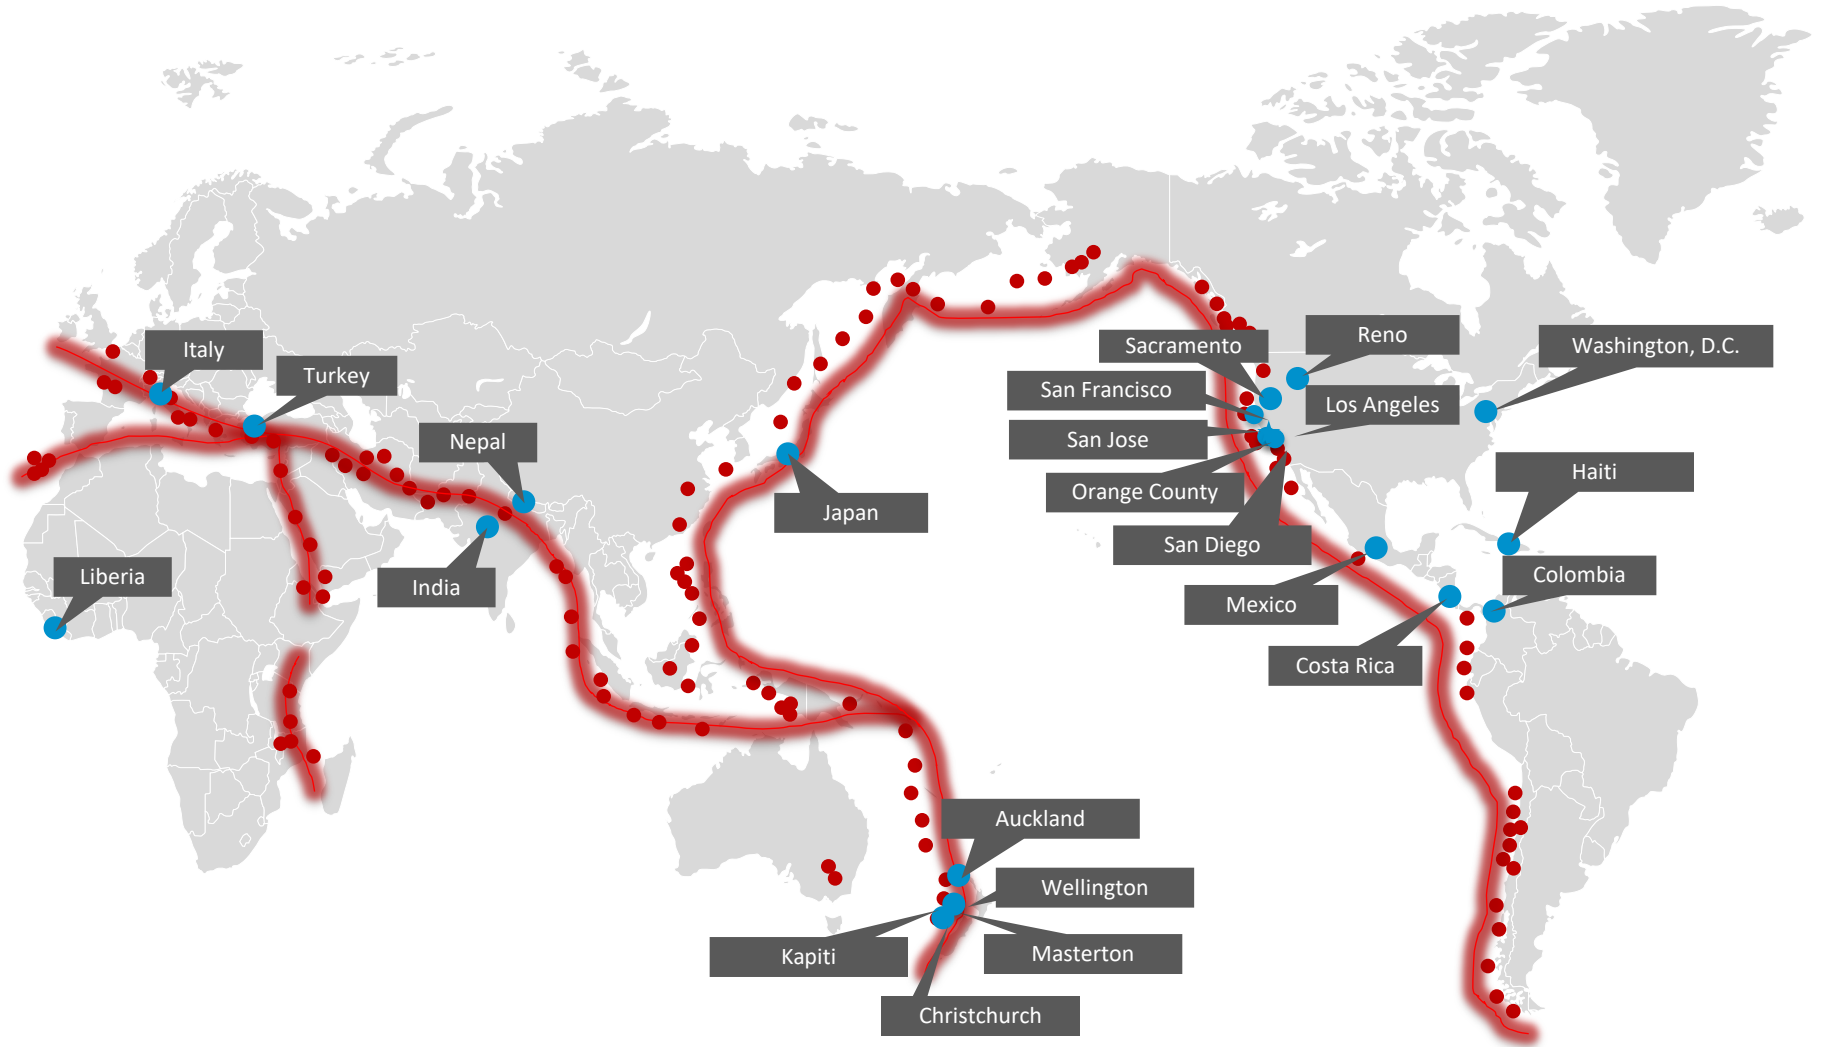 Italy
Turkey
Nepal
Liberia
India
Japan
Sacramento
Reno
Washington, D.C.
San Francisco
Los Angeles
San Jose
Orange County
Haiti
San Diego
Colombia
Mexico
Costa Rica
Auckland
Wellington
Kapiti
Masterton
Christchurch